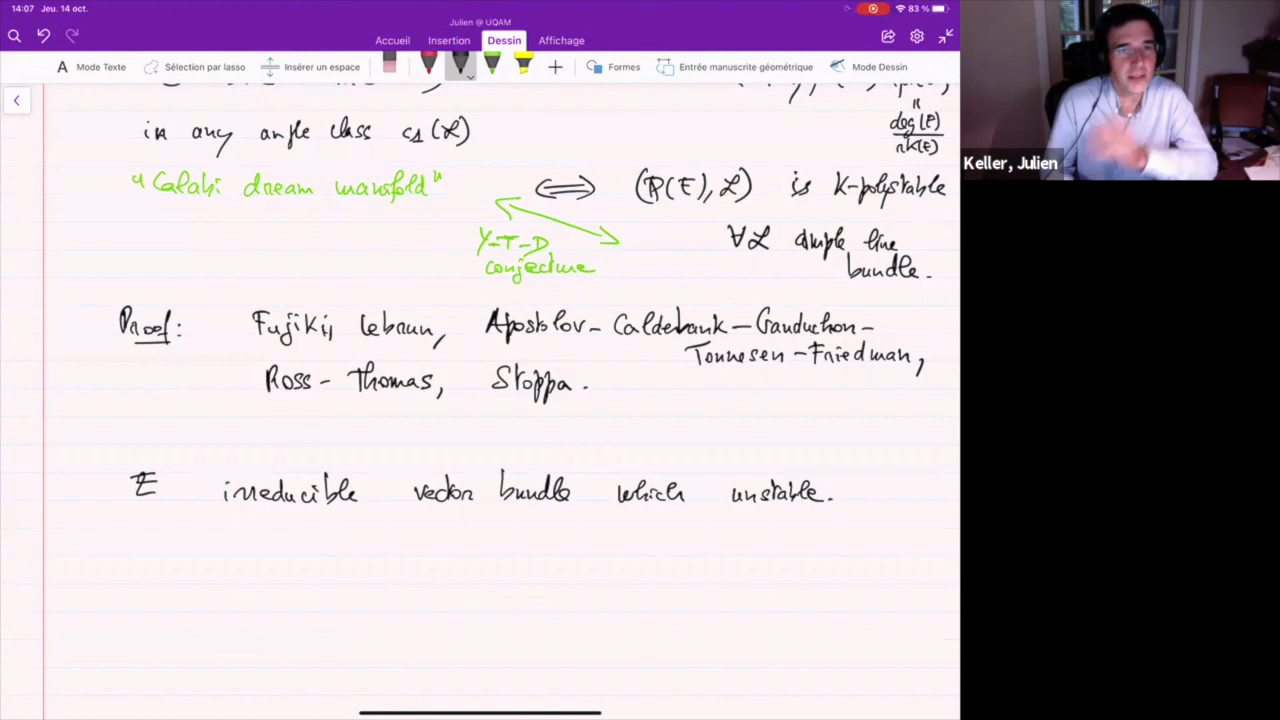 14:07 Jeu. 14 oct.
83 %
Julien @ UQAM
Accueil Insertion Dessin Affichage
A Mode Texte Sélection par lasso Insérer un espace Formes Entrée manuscrite géométrique Mode Dessin
in any angle class c1(L)
deg(E)
rk(E)
"Calabi dream manifold" ⟺ (P(E), L) is K-polystable
Y-T-D
conjecture
∀L ample line
bundle.
Proof: Fujiki, Lebrun, Apostolov - Calderbank - Gauduchon -
Tonnesen - Friedman,
Ross - Thomas, Stoppa.
E irreducible vector bundle which unstable.
Keller, Julien